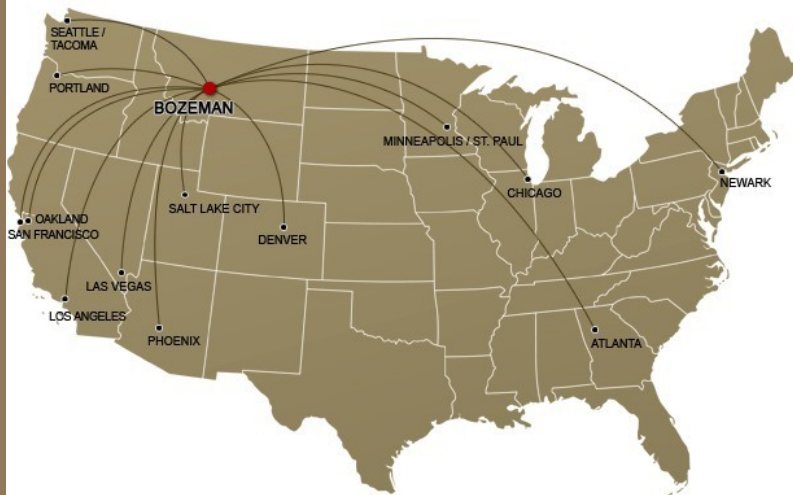 SEATTLE /
TACOMA
PORTLAND
BOZEMAN
MINNEAPOLIS / ST. PAUL
NEWARK
CHICAGO
SALT LAKE CITY
OAKLAND
SAN FRANCISCO
DENVER
LAS VEGAS
LOS ANGELES
PHOENIX
ATLANTA